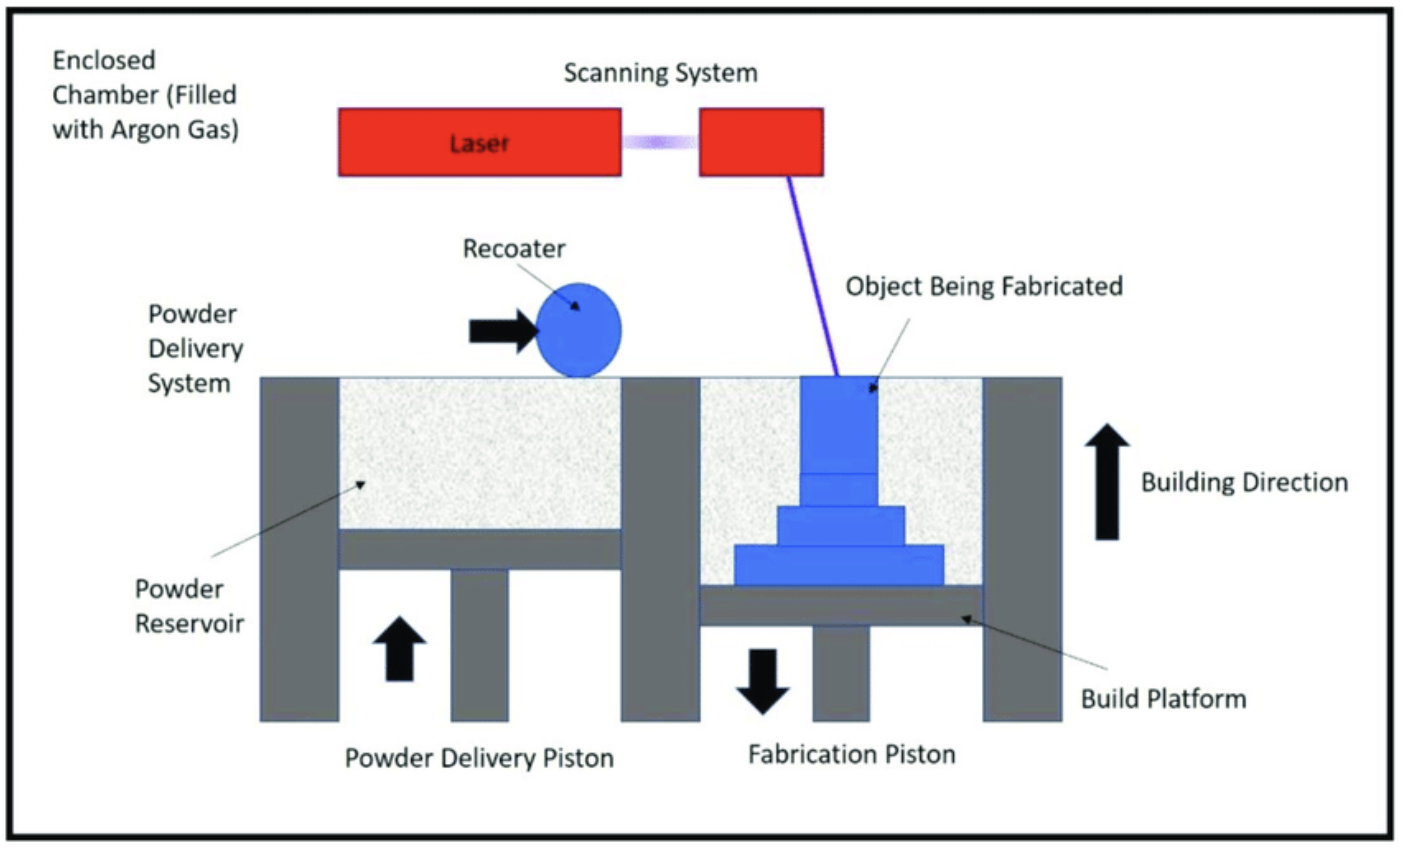 Enclosed
Chamber (Filled
with Argon Gas)
Scanning System
Laser
Recoater
Object Being Fabricated
Powder
Delivery
System
Building Direction
Powder
Reservoir
Build Platform
Powder Delivery Piston
Fabrication Piston